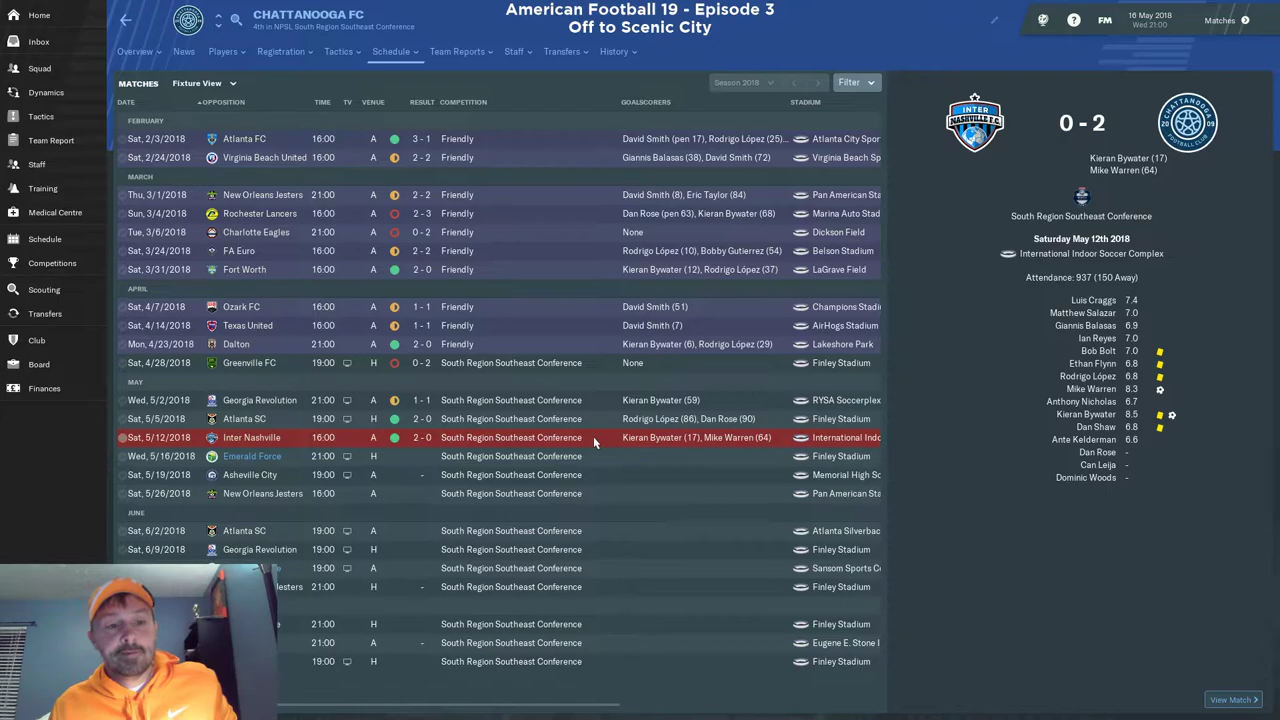 CHATTANOOGA FC
4th in NPSL South Region Southeast Conference
American Football 19 - Episode 3
Off to Scenic City
FM
16 May 2018
Wed 21:00
Matches
Home
Inbox
Squad
Dynamics
Tactics
Team Report
Staff
Training
Medical Centre
Schedule
Competitions
Scouting
Transfers
Club
Board
Finances
Overview News Players Registration Tactics Schedule Team Reports Staff Transfers History
MATCHES Fixture View Season 2018 Filter
DATE OPPOSITION TIME TV VENUE RESULT COMPETITION GOALSCORERS STADIUM
FEBRUARY
Sat, 2/3/2018 Atlanta FC 16:00 A 3 - 1 Friendly David Smith (pen 17), Rodrigo López (25)... Atlanta City Spor
Sat, 2/24/2018 Virginia Beach United 16:00 A 2 - 2 Friendly Giannis Balasas (38), David Smith (72) Virginia Beach Sp
MARCH
Thu, 3/1/2018 New Orleans Jesters 21:00 A 2 - 2 Friendly David Smith (8), Eric Taylor (84) Pan American Sta
Sun, 3/4/2018 Rochester Lancers 16:00 A 2 - 3 Friendly Dan Rose (pen 63), Kieran Bywater (68) Marina Auto Stad
Tue, 3/6/2018 Charlotte Eagles 21:00 A 0 - 2 Friendly None Dickson Field
Sat, 3/24/2018 FA Euro 16:00 A 2 - 2 Friendly Rodrigo López (10), Bobby Gutierrez (54) Belson Stadium
Sat, 3/31/2018 Fort Worth 16:00 A 2 - 0 Friendly Kieran Bywater (12), Rodrigo López (37) LaGrave Field
APRIL
Sat, 4/7/2018 Ozark FC 16:00 A 1 - 1 Friendly David Smith (51) Champions Stadiu
Sat, 4/14/2018 Texas United 16:00 A 1 - 1 Friendly David Smith (7) AirHogs Stadium
Mon, 4/23/2018 Dalton 16:00 A 2 - 0 Friendly Kieran Bywater (6), Rodrigo López (29) Lakeshore Park
Sat, 4/28/2018 Greenville FC 19:00 H 0 - 2 South Region Southeast Conference None Finley Stadium
MAY
Wed, 5/2/2018 Georgia Revolution 21:00 A 1 - 1 South Region Southeast Conference Kieran Bywater (59) RYSA Soccerplex
Sat, 5/5/2018 Atlanta SC 19:00 H 2 - 0 South Region Southeast Conference Rodrigo López (86), Dan Rose (90) Finley Stadium
Sat, 5/12/2018 Inter Nashville 16:00 A 2 - 0 South Region Southeast Conference Kieran Bywater (17), Mike Warren (64) International Indo
Wed, 5/16/2018 Emerald Force 21:00 H South Region Southeast Conference Finley Stadium
Sat, 5/19/2018 Asheville City 19:00 A - South Region Southeast Conference Memorial High S
Sat, 5/26/2018 New Orleans Jesters 16:00 A South Region Southeast Conference Pan American Sta
JUNE
Sat, 6/2/2018 Atlanta SC 19:00 A South Region Southeast Conference Atlanta Silverbac
Sat, 6/9/2018 Georgia Revolution 19:00 H South Region Southeast Conference Finley Stadium
19:00 A South Region Southeast Conference Sansom Sports C
esters 21:00 H - South Region Southeast Conference Finley Stadium
21:00 H South Region Southeast Conference Finley Stadium
21:00 A - South Region Southeast Conference Eugene E. Stone I
19:00 H South Region Southeast Conference Finley Stadium
INTER
NASHVILLE F.C.
0 - 2
CHATTANOOGA
FOOTBALL CLUB
Kieran Bywater (17)
Mike Warren (64)
South Region Southeast Conference
Saturday May 12th 2018
International Indoor Soccer Complex
Attendance: 937 (150 Away)
Luis Craggs 7.4
Matthew Salazar 7.0
Giannis Balasas 6.9
Ian Reyes 7.0
Bob Bolt 7.0
Ethan Flynn 6.8
Rodrigo López 6.8
Mike Warren 8.3
Anthony Nicholas 6.7
Kieran Bywater 8.5
Dan Shaw 6.8
Ante Kelderman 6.6
Dan Rose -
Can Leija -
Dominic Woods -
View Match